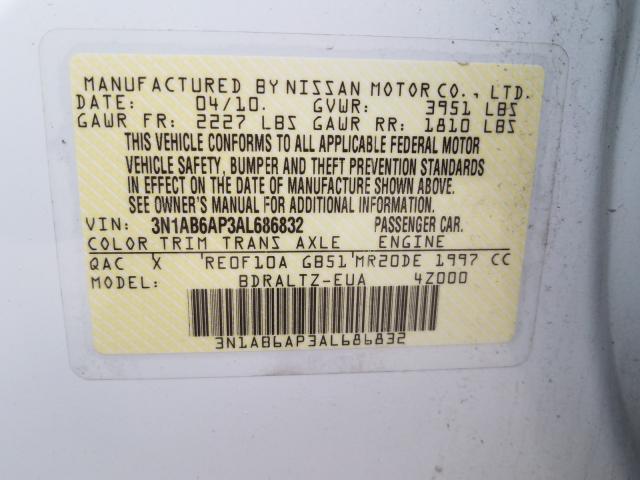 MANUFACTURED BY NISSAN MOTOR CO., LTD.
DATE: 04/10. GVWR: 3951 LBS
GAWR FR: 2227 LBS GAWR RR: 1810 LBS
THIS VEHICLE CONFORMS TO ALL APPLICABLE FEDERAL MOTOR
VEHICLE SAFETY, BUMPER AND THEFT PREVENTION STANDARDS
IN EFFECT ON THE DATE OF MANUFACTURE SHOWN ABOVE.
SEE OWNER'S MANUAL FOR ADDITIONAL INFORMATION.
VIN: 3N1AB6AP3AL686832 PASSENGER CAR.
COLOR TRIM TRANS AXLE ENGINE
QAC X 'RE0F10A GB51'MR20DE 1997 CC
MODEL: BDRALTZ-EUA 4Z000
3N1AB6AP3AL686832